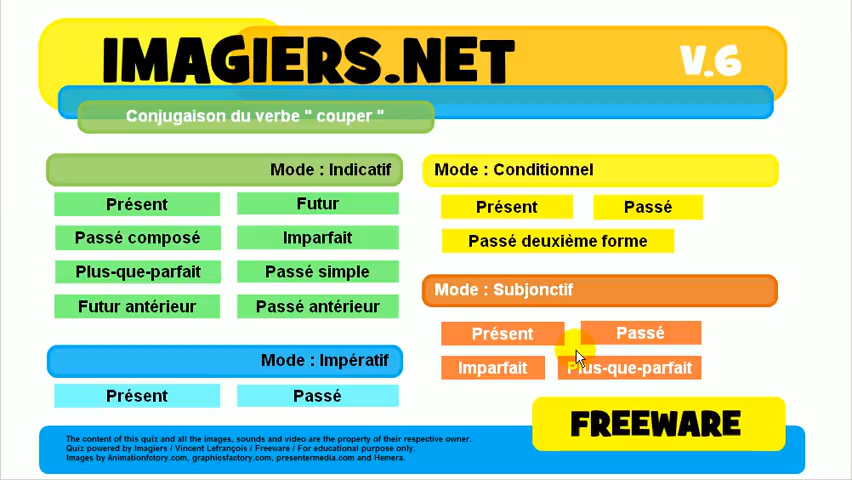 IMAGIERS.NET
V.6
Conjugaison du verbe " couper "
Mode : Indicatif
Présent
Futur
Passé composé
Imparfait
Plus-que-parfait
Passé simple
Futur antérieur
Passé antérieur
Mode : Impératif
Présent
Passé
Mode : Conditionnel
Présent
Passé
Passé deuxième forme
Mode : Subjonctif
Présent
Passé
Imparfait
Plus-que-parfait
FREEWARE
The content of this quiz and all the images, sounds and video are the property of their respective owner.
Quiz powered by Imagiers / Vincent Lefrançois / Freeware / For educational purpose only.
Images by Animationfctory.com, graphicsfactory.com, presentermedia.com and Hemera.